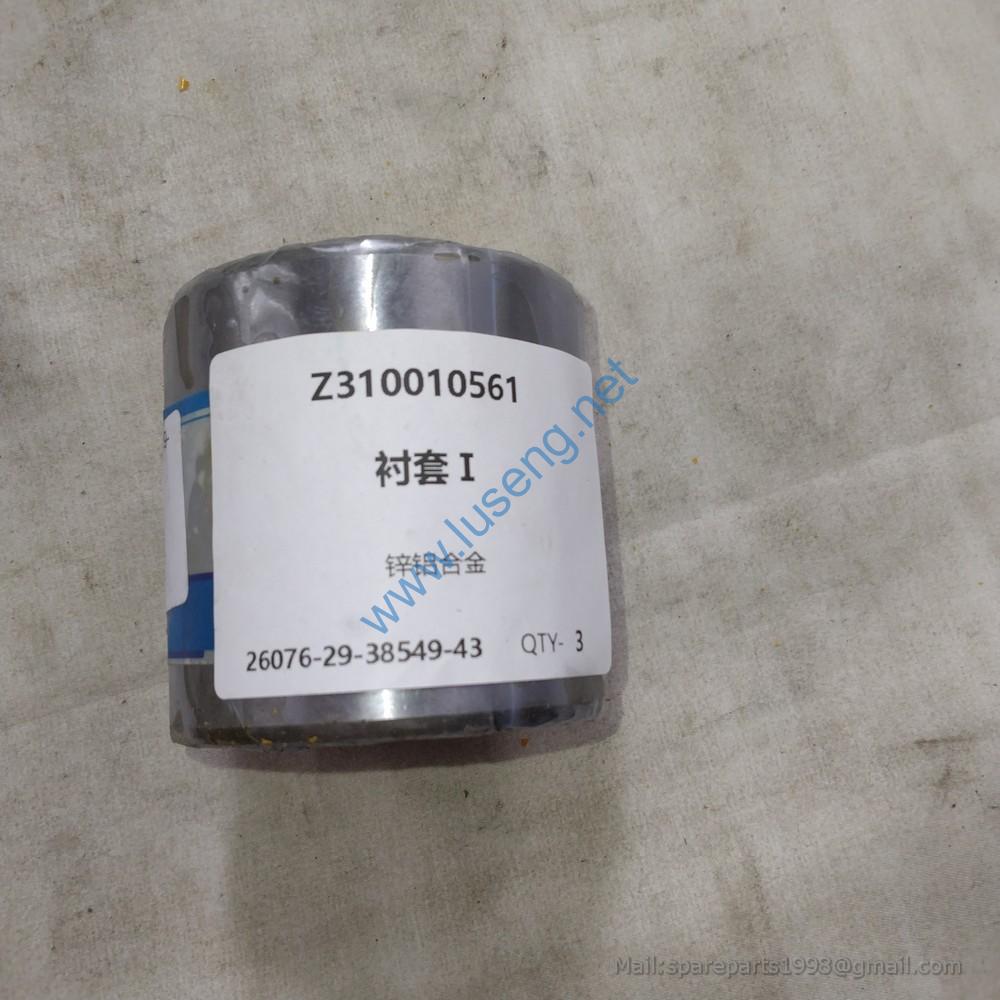 Z310010561
衬套 I
锌铝合金
26076-29-38549-43 QTY- 3
www.luseng.net
Mail:spareparts1998@gmail.com